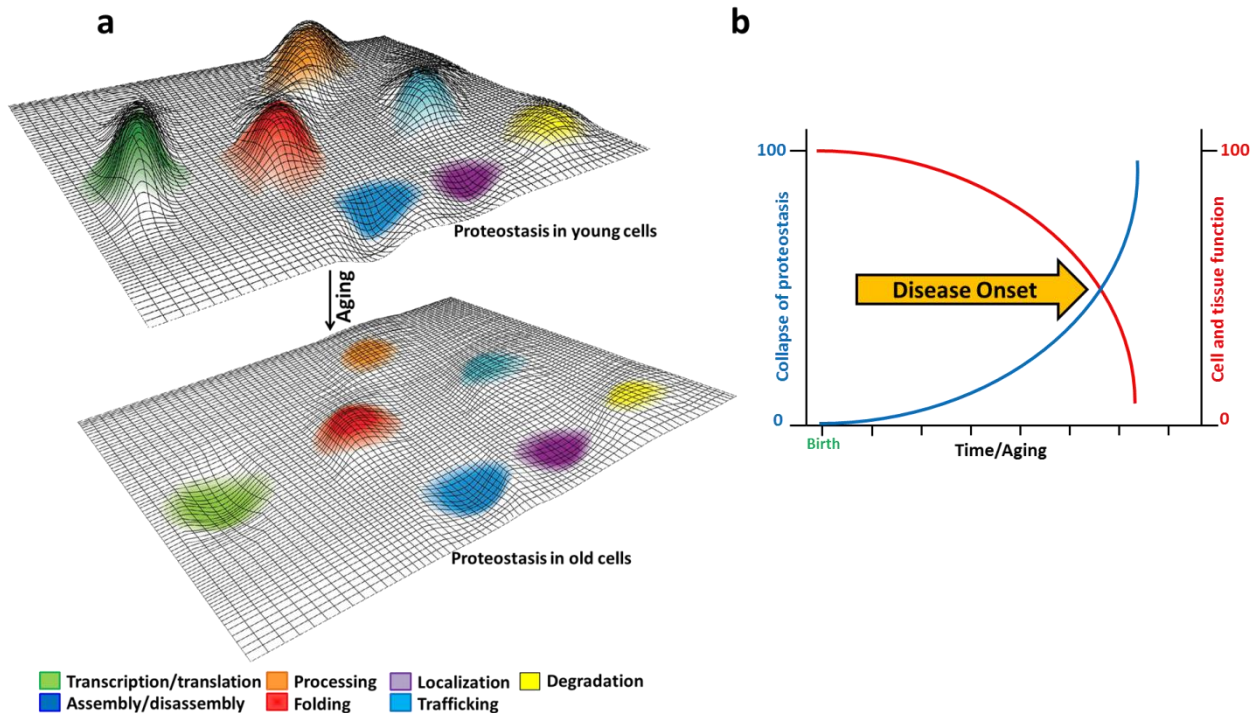 a
Proteostasis in young cells
Aging
Proteostasis in old cells
Transcription/translation
Processing
Localization
Degradation
Assembly/disassembly
Folding
Trafficking
b
100
100
Collapse of proteostasis
Disease Onset
Cell and tissue function
0
0
Birth
Time/Aging